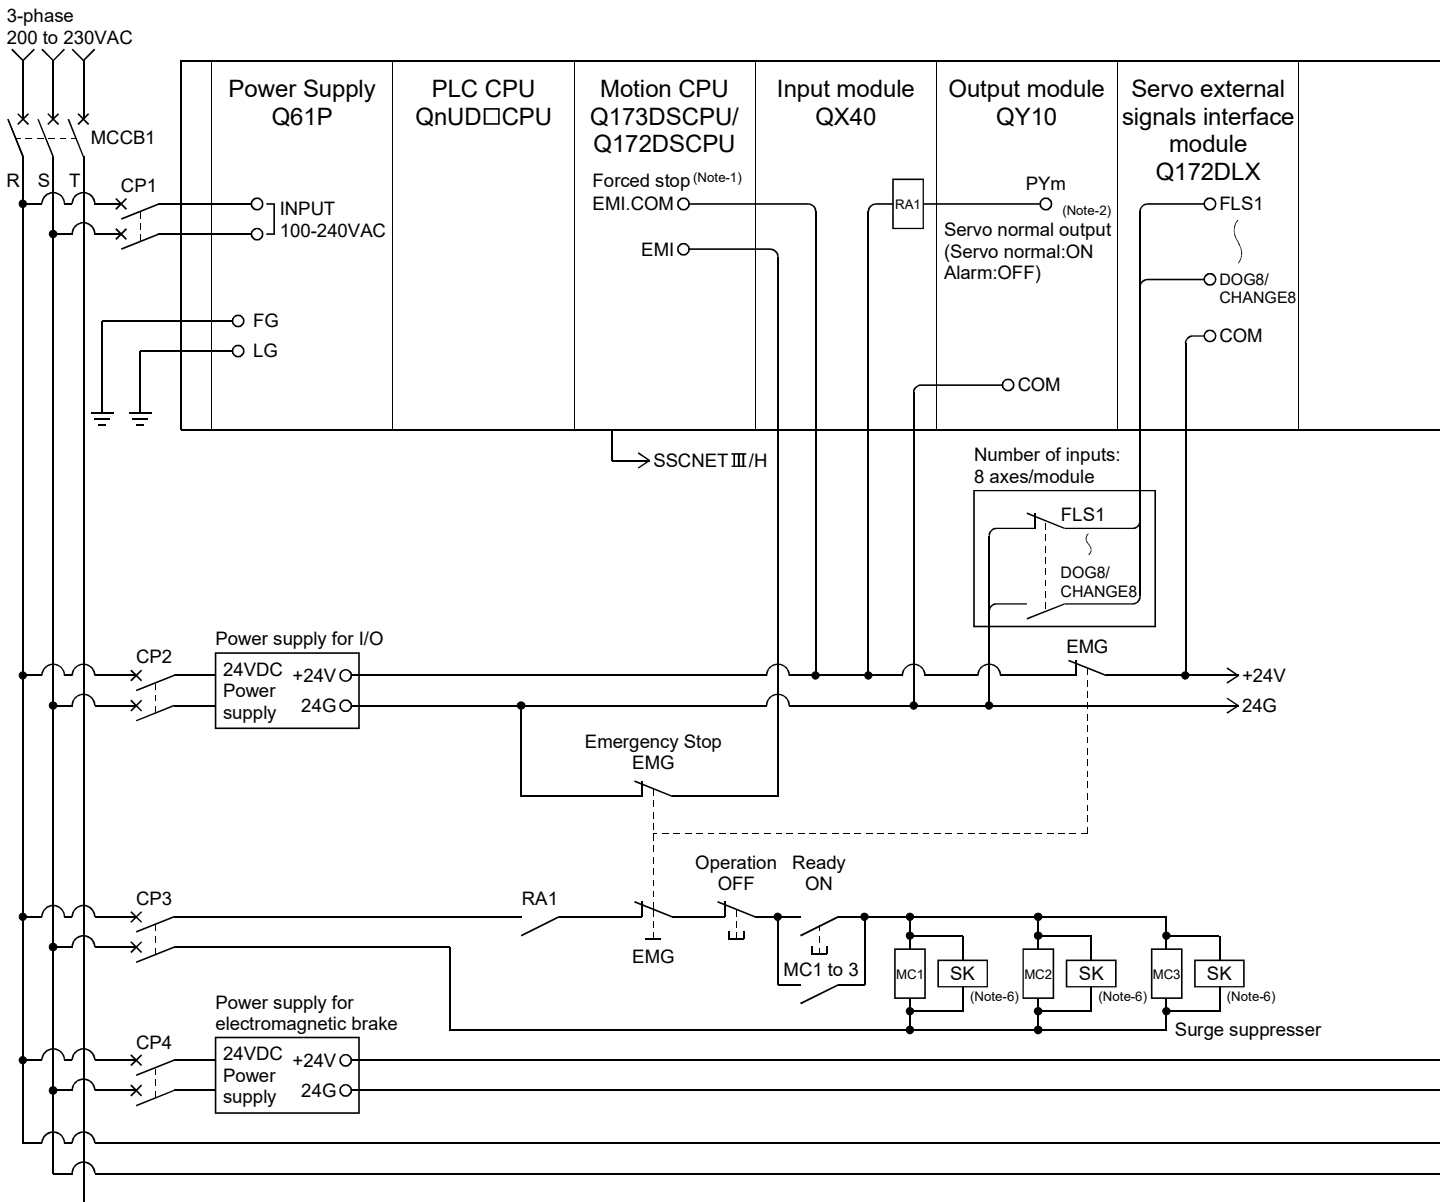 3-phase
200 to 230VAC
MCCB1
R S T
CP1
Power Supply
Q61P
INPUT
100-240VAC
FG
LG
PLC CPU
QnUD□CPU
Motion CPU
Q173DSCPU/
Q172DSCPU
Forced stop (Note-1)
EMI.COM
EMI
Input module
QX40
RA1
Output module
QY10
PYm
(Note-2)
Servo normal output
(Servo normal:ON
Alarm:OFF)
COM
Servo external
signals interface
module
Q172DLX
FLS1
DOG8/
CHANGE8
COM
SSCNETⅢ/H
Number of inputs:
8 axes/module
FLS1
DOG8/
CHANGE8
CP2
Power supply for I/O
24VDC
Power
supply
+24V
24G
EMG
+24V
24G
Emergency Stop
EMG
CP3
RA1
EMG
Operation
OFF
Ready
ON
MC1 to 3
MC1
SK
(Note-6)
MC2
SK
(Note-6)
MC3
SK
(Note-6)
Surge suppresser
CP4
Power supply for
electromagnetic brake
24VDC
Power
supply
+24V
24G